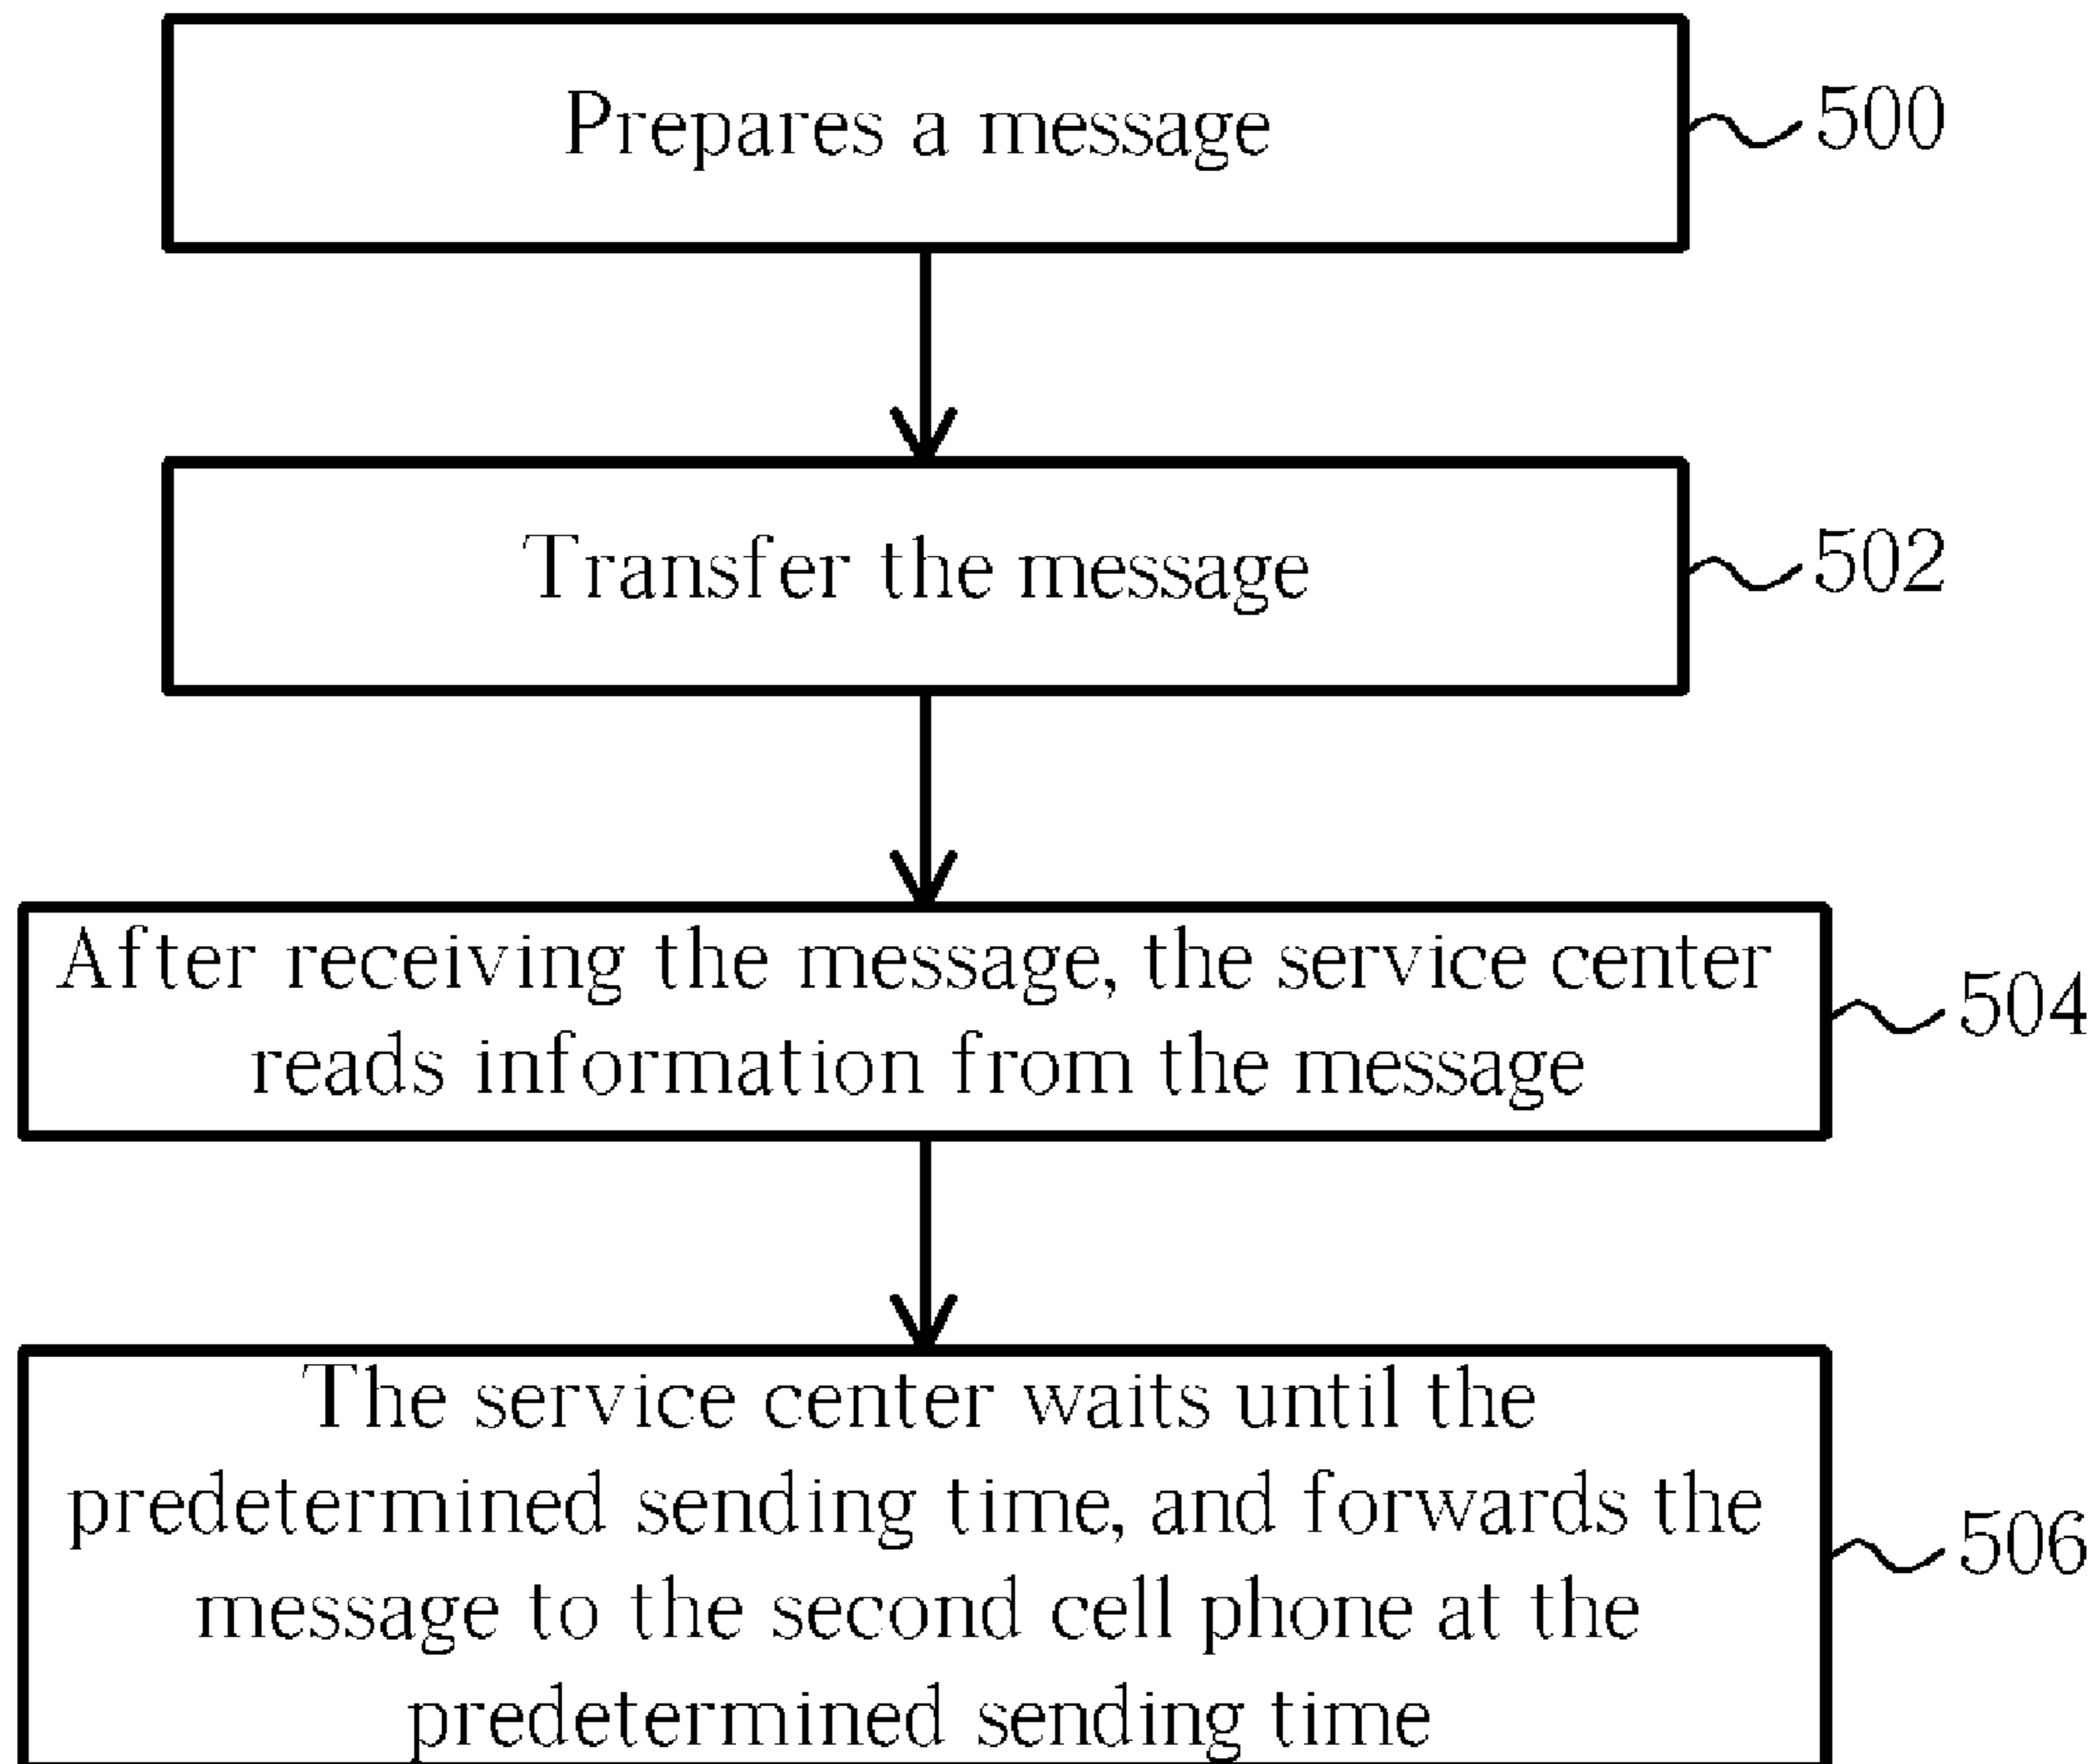 Prepares a message
500
Transfer the message
502
After receiving the message, the service center
reads information from the message
504
The service center waits until the
predetermined sending time, and forwards the
message to the second cell phone at the
predetermined sending time
506